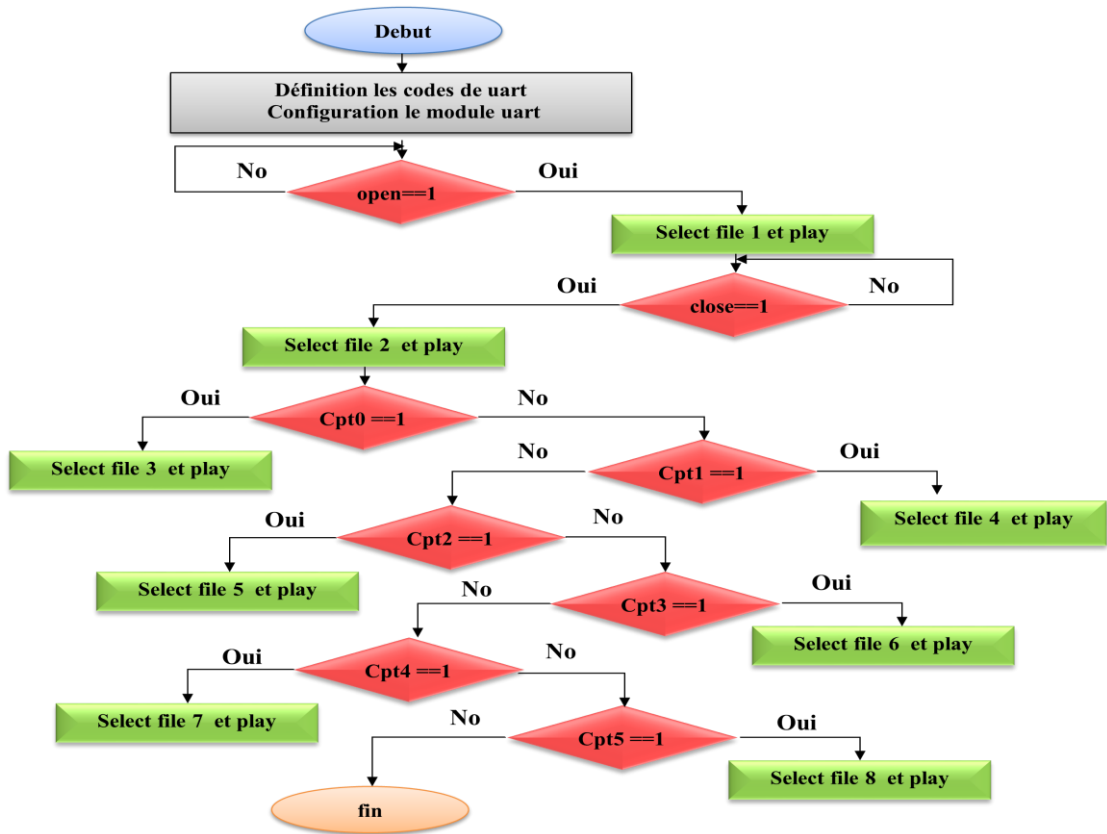 Debut
Définition les codes de uart
Configuration le module uart
No
Oui
open==1
Select file 1 et play
Oui
No
close==1
Select file 2 et play
Oui
No
Cpt0 ==1
Select file 3 et play
No
Oui
Cpt1 ==1
Select file 4 et play
Oui
No
Cpt2 ==1
Select file 5 et play
No
Oui
Cpt3 ==1
Select file 6 et play
Oui
No
Cpt4 ==1
Select file 7 et play
No
Oui
Cpt5 ==1
Select file 8 et play
fin